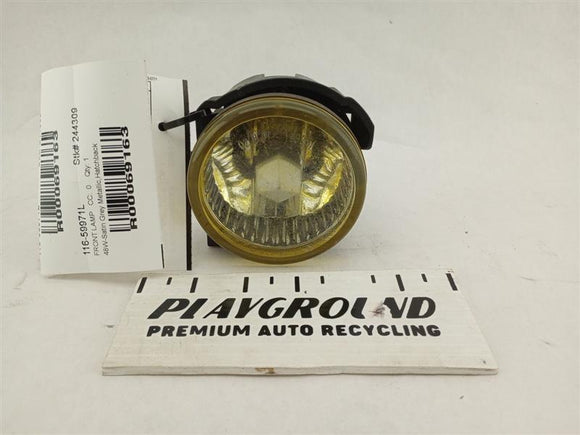 Stk# 244309
R00069163
116-59971L
FRONT LAMP CC: 0 Qty: 1
48W-Satin Grey Metallic,Hatchback
R00069163
PLAYGROUND
PREMIUM AUTO RECYCLING